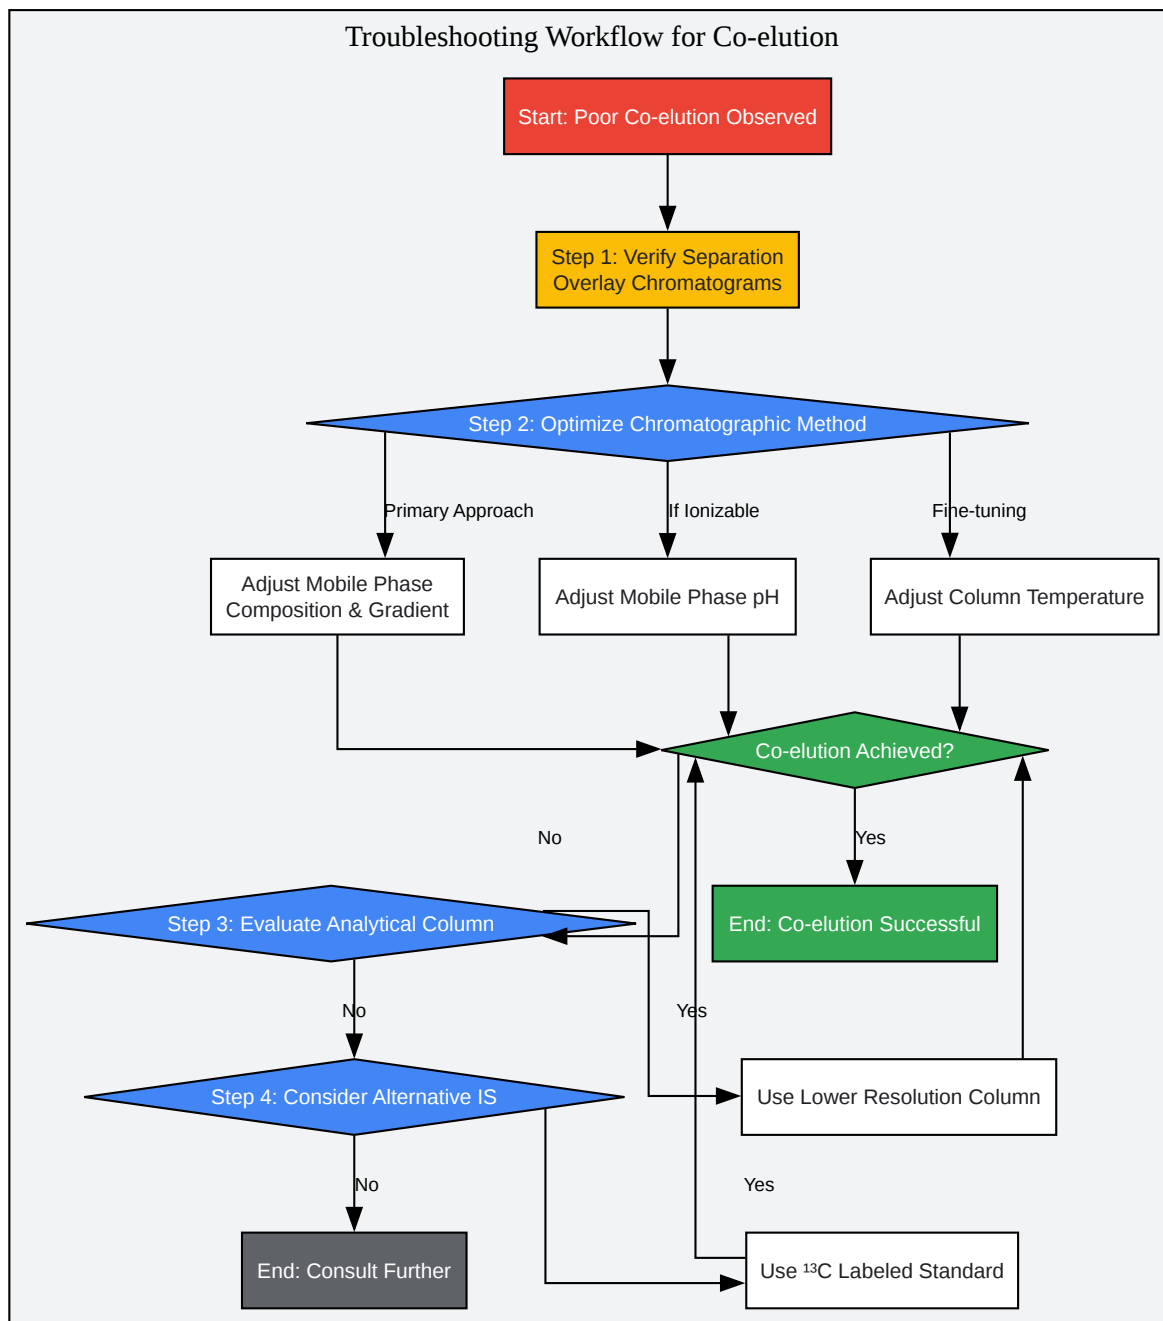 Troubleshooting Workflow for Co-elution
Start: Poor Co-elution Observed
Step 1: Verify Separation
Overlay Chromatograms
Step 2: Optimize Chromatographic Method
Primary Approach
If Ionizable
Fine-tuning
Adjust Mobile Phase
Composition & Gradient
Adjust Mobile Phase pH
Adjust Column Temperature
Co-elution Achieved?
No
Yes
Step 3: Evaluate Analytical Column
End: Co-elution Successful
No
Yes
Step 4: Consider Alternative IS
Use Lower Resolution Column
No
Yes
End: Consult Further
Use ¹³C Labeled Standard